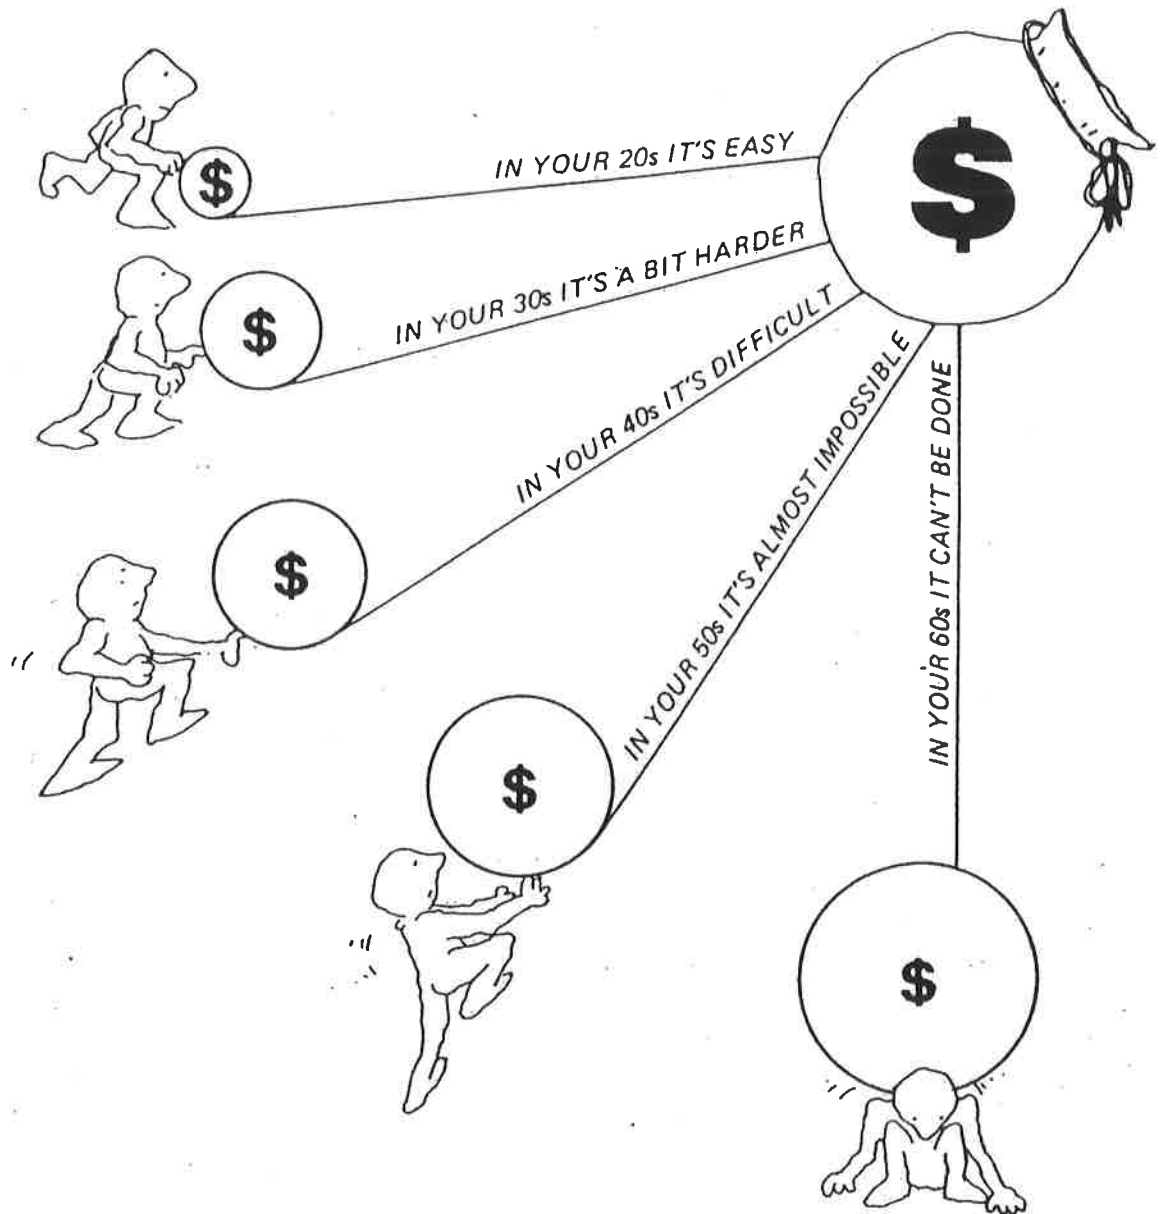 $
IN YOUR 20s IT'S EASY
$
IN YOUR 30s IT'S A BIT HARDER
$
IN YOUR 40s IT'S DIFFICULT
$
IN YOUR 50s IT'S ALMOST IMPOSSIBLE
$
IN YOUR 60s IT CAN'T BE DONE
$